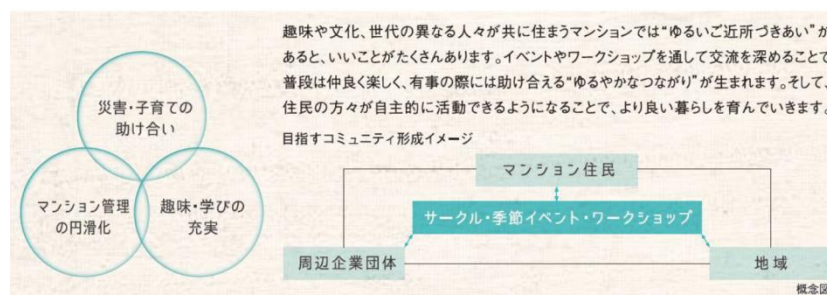 災害・子育ての
助け合い
マンション管理
の円滑化
趣味・学びの
充実
趣味や文化、世代の異なる人々が共に住まうマンションでは“ゆるいご近所づきあい”が
あると、いいことがたくさんあります。イベントやワークショップを通して交流を深めることで
普段は仲良く楽しく、有事の際には助け合える“ゆるやかなつながり”が生まれます。そして、
住民の方々が自主的に活動できるようになることで、より良い暮らしを育んでいきます。
目指すコミュニティ形成イメージ
マンション住民
サークル・季節イベント・ワークショップ
周辺企業団体
地域
概念図